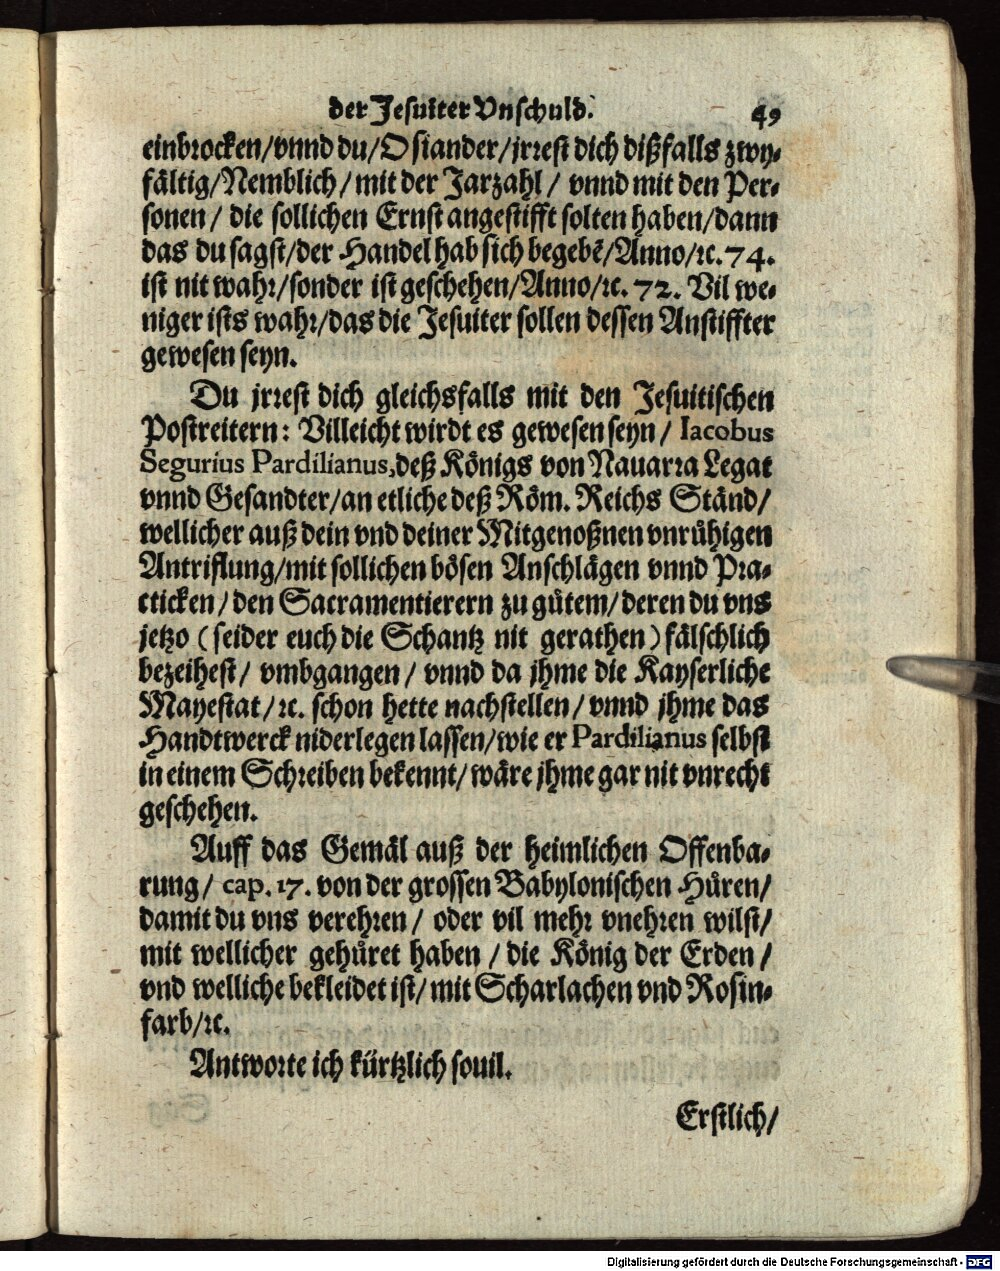 der Jesuiter Vnschuld. 49
einbrocken/vnnd du/Osiander/jrrest dich dißfalls zwy-
fältig/Nemblich/mit der Jarzahl/ vnnd mit den Per-
sonen/ die sollichen Ernst angestifft solten haben/dann
das du sagst/der Handel hab sich begebē/Anno/ꝛc. 74.
ist nit wahr/sonder ist geschehen/Anno/ꝛc. 72. Vil we-
niger ists wahr/das die Jesuiter sollen dessen Anstiffter
gewesen seyn.
Du jrrest dich gleichsfalls mit den Jesuitischen
Postreitern: Villeicht wirdt es gewesen seyn/ Iacobus
Segurius Pardilianus, deß Königs von Nauarra Legat
vnnd Gesandter/an etliche deß Röm. Reichs Ständ/
wellicher auß dein vnd deiner Mitgenoßnen vnrůhigen
Antriflung/mit sollichen bösen Anschlägen vnnd Pra-
cticken/ den Sacramentierern zu gůtem/deren du vns
jetzo (seider euch die Schantz nit gerathen) fälschlich
bezeihest/ vmbgangen/ vnnd da jhme die Kayserliche
Mayestat/ꝛc. schon hette nachstellen/ vnnd jhme das
Handtwerck niderlegen lassen/wie er Pardilianus selbst
in einem Schreiben bekennt/ wäre jhme gar nit vnrecht
geschehen.
Auff das Gemäl auß der heimlichen Offenba-
rung/ cap. 17. von der grossen Babylonischen Hůren/
damit du vns verehren/ oder vil mehr vnehren wilst/
mit wellicher gehůret haben/ die König der Erden/
vnd welliche bekleidet ist/ mit Scharlachen vnd Rosin-
farb/ꝛc.
Antworte ich kürtzlich souil.
Erstlich/
Digitalisierung gefördert durch die Deutsche Forschungsgemeinschaft - DFG